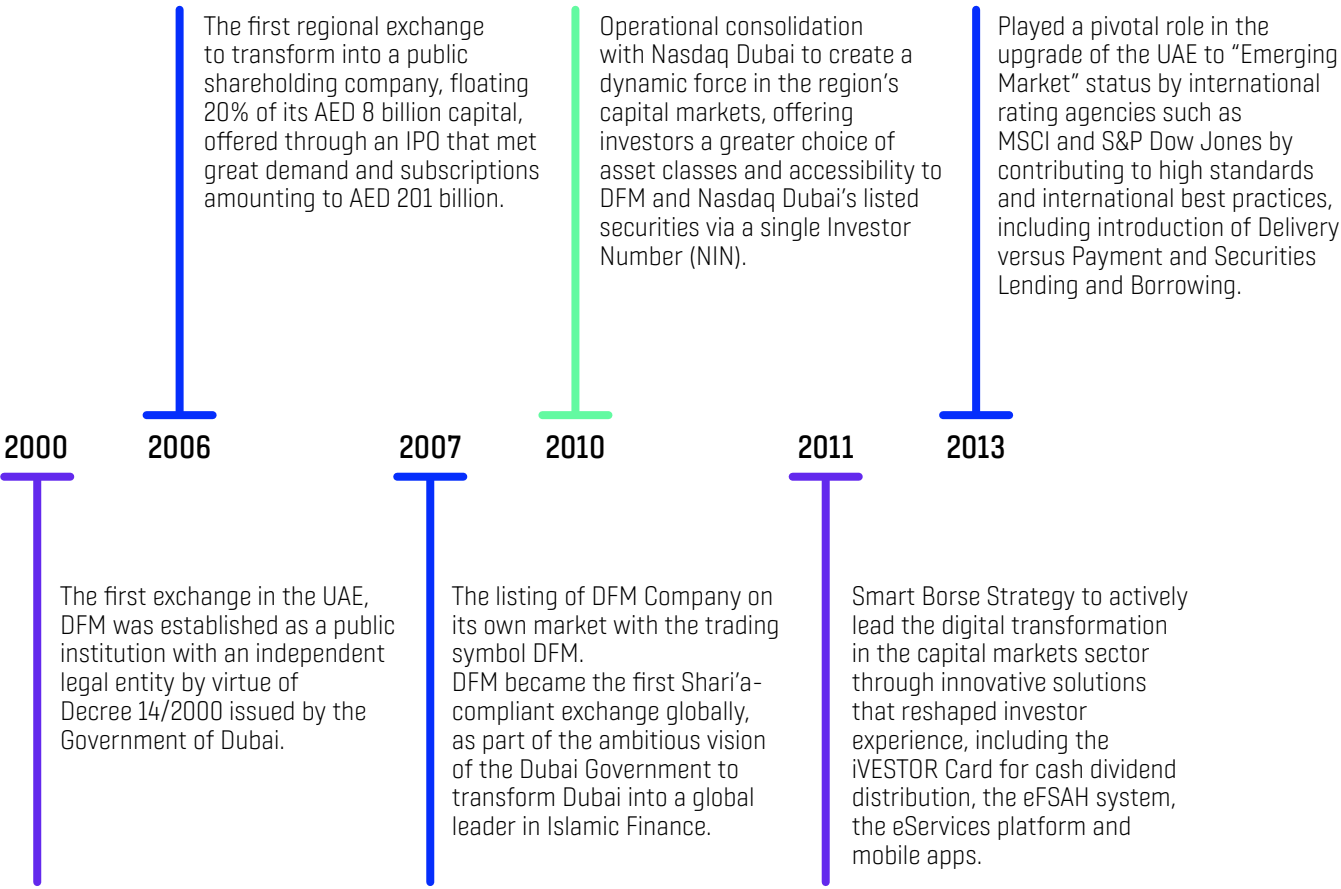 The first regional exchange
to transform into a public
shareholding company, floating
20% of its AED 8 billion capital,
offered through an IPO that met
great demand and subscriptions
amounting to AED 201 billion.
Operational consolidation
with Nasdaq Dubai to create a
dynamic force in the region’s
capital markets, offering
investors a greater choice of
asset classes and accessibility to
DFM and Nasdaq Dubai’s listed
securities via a single Investor
Number (NIN).
Played a pivotal role in the
upgrade of the UAE to “Emerging
Market” status by international
rating agencies such as
MSCI and S&P Dow Jones by
contributing to high standards
and international best practices,
including introduction of Delivery
versus Payment and Securities
Lending and Borrowing.
2000 2006 2007 2010 2011 2013
The first exchange in the UAE,
DFM was established as a public
institution with an independent
legal entity by virtue of
Decree 14/2000 issued by the
Government of Dubai.
The listing of DFM Company on
its own market with the trading
symbol DFM.
DFM became the first Shari’a-
compliant exchange globally,
as part of the ambitious vision
of the Dubai Government to
transform Dubai into a global
leader in Islamic Finance.
Smart Borse Strategy to actively
lead the digital transformation
in the capital markets sector
through innovative solutions
that reshaped investor
experience, including the
iVESTOR Card for cash dividend
distribution, the eFSAH system,
the eServices platform and
mobile apps.